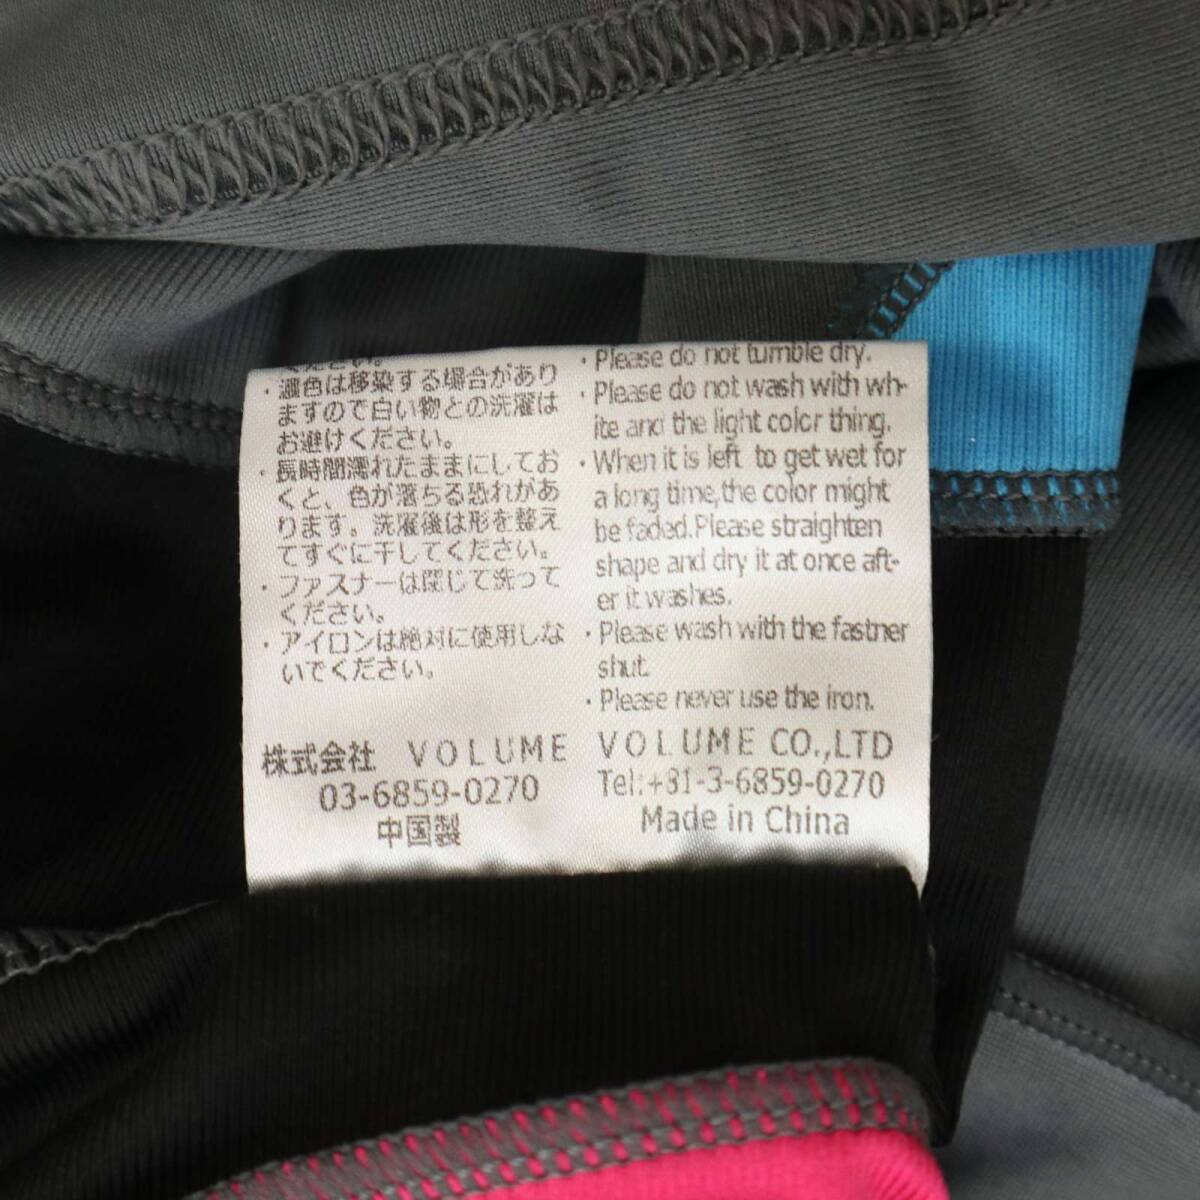 ください。
・濃色は移染する場合があり
ますので白い物との洗濯は
お避けください。
・長時間濡れたままにしてお
くと、色が落ちる恐れがあ
ります。洗濯後は形を整え
てすぐに干してください。
・ファスナーは閉じて洗って
ください。
・アイロンは絶対に使用しな
いでください。
株式会社 VOLUME
03-6859-0270
中国製
・Please do not tumble dry.
・Please do not wash with wh-
ite and the light color thing.
・When it is left to get wet for
a long time,the color might
be faded.Please straighten
shape and dry it at once aft-
er it washes.
・Please wash with the fastner
shut.
・Please never use the iron.
VOLUME CO.,LTD
Tel:+81-3-6859-0270
Made in China